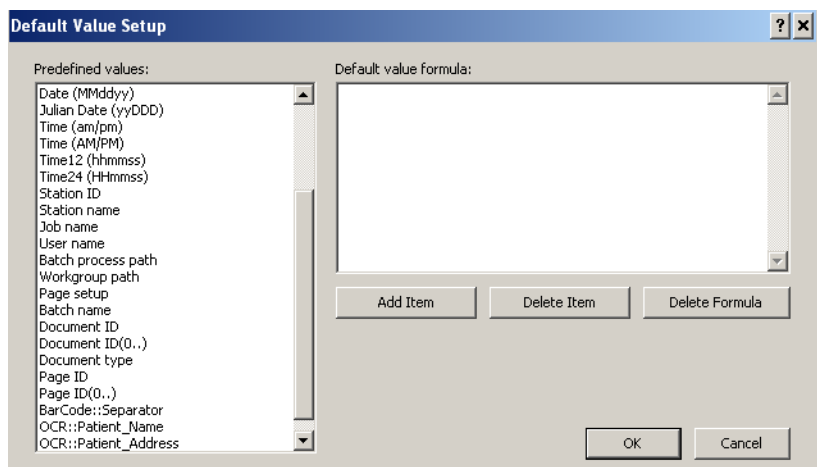 Default Value Setup
Predefined values:
Date (MMddyy)
Julian Date (yyDDD)
Time (am/pm)
Time (AM/PM)
Time12 (hhmmss)
Time24 (HHmmss)
Station ID
Station name
Job name
User name
Batch process path
Workgroup path
Page setup
Batch name
Document ID
Document ID(0..)
Document type
Page ID
Page ID(0..)
BarCode::Separator
OCR::Patient_Name
OCR::Patient_Address
Default value formula:
Add Item Delete Item Delete Formula
OK Cancel